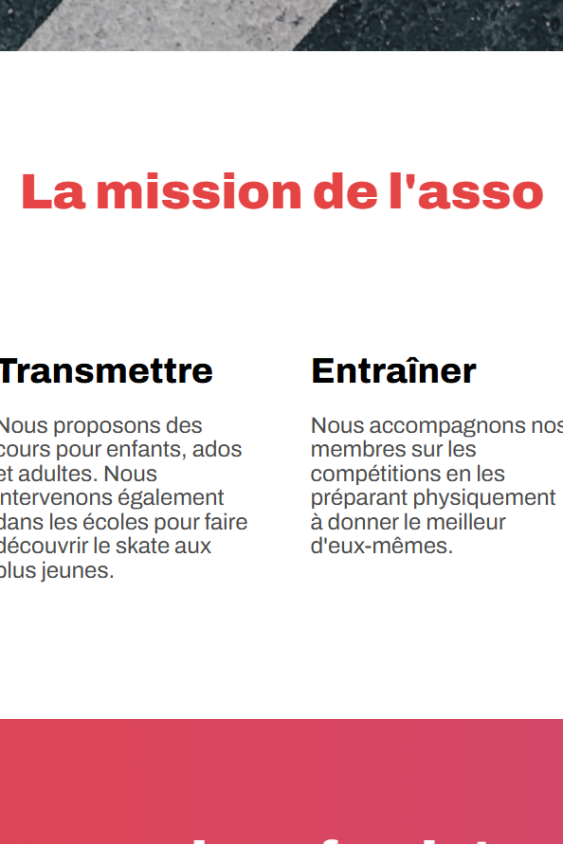 La mission de l'asso
Transmettre
Nous proposons des
cours pour enfants, ados
et adultes. Nous
intervenons également
dans les écoles pour faire
découvrir le skate aux
plus jeunes.
Entraîner
Nous accompagnons nos
membres sur les
compétitions en les
préparant physiquement
à donner le meilleur
d'eux-mêmes.